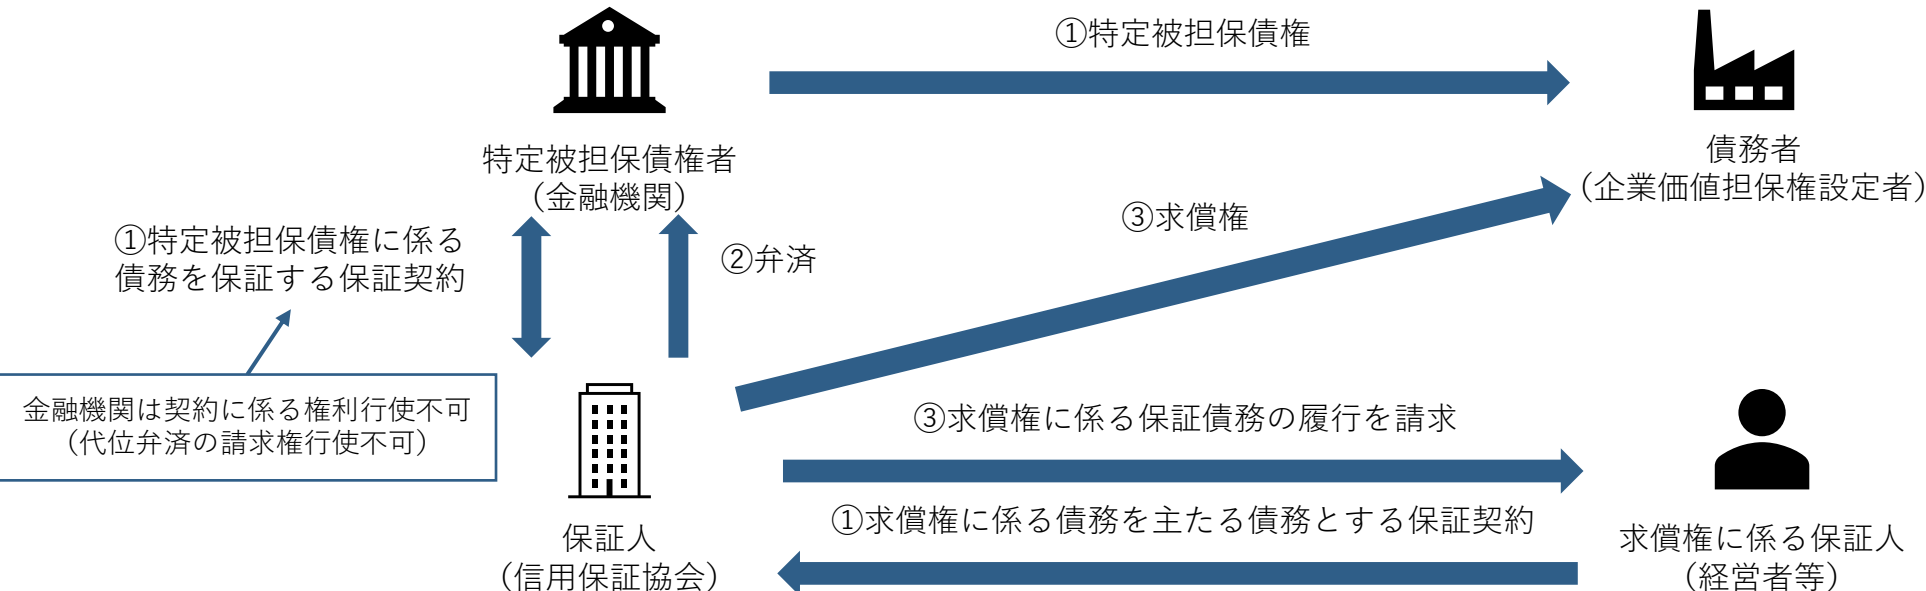 ①特定被担保債権
特定被担保債権者
（金融機関）
債務者
（企業価値担保権設定者）
①特定被担保債権に係る
債務を保証する保証契約
②弁済
③求償権
金融機関は契約に係る権利行使不可
（代位弁済の請求権行使不可）
③求償権に係る保証債務の履行を請求
①求償権に係る債務を主たる債務とする保証契約
保証人
（信用保証協会）
求償権に係る保証人
（経営者等）